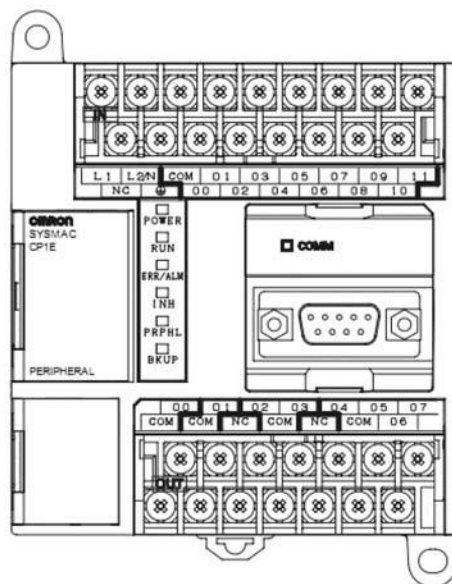 IN
L1 L2/N COM 01 03 05 07 09 11
NC 00 02 04 06 08 10
POWER
RUN
ERR/ALM
INH
PRPHL
BKUP
OMRON
SYSMAC
CP1E
PERIPHERAL
COMM
00 01 02 03 04 05 07
COM COM NC COM NC COM 06
OUT